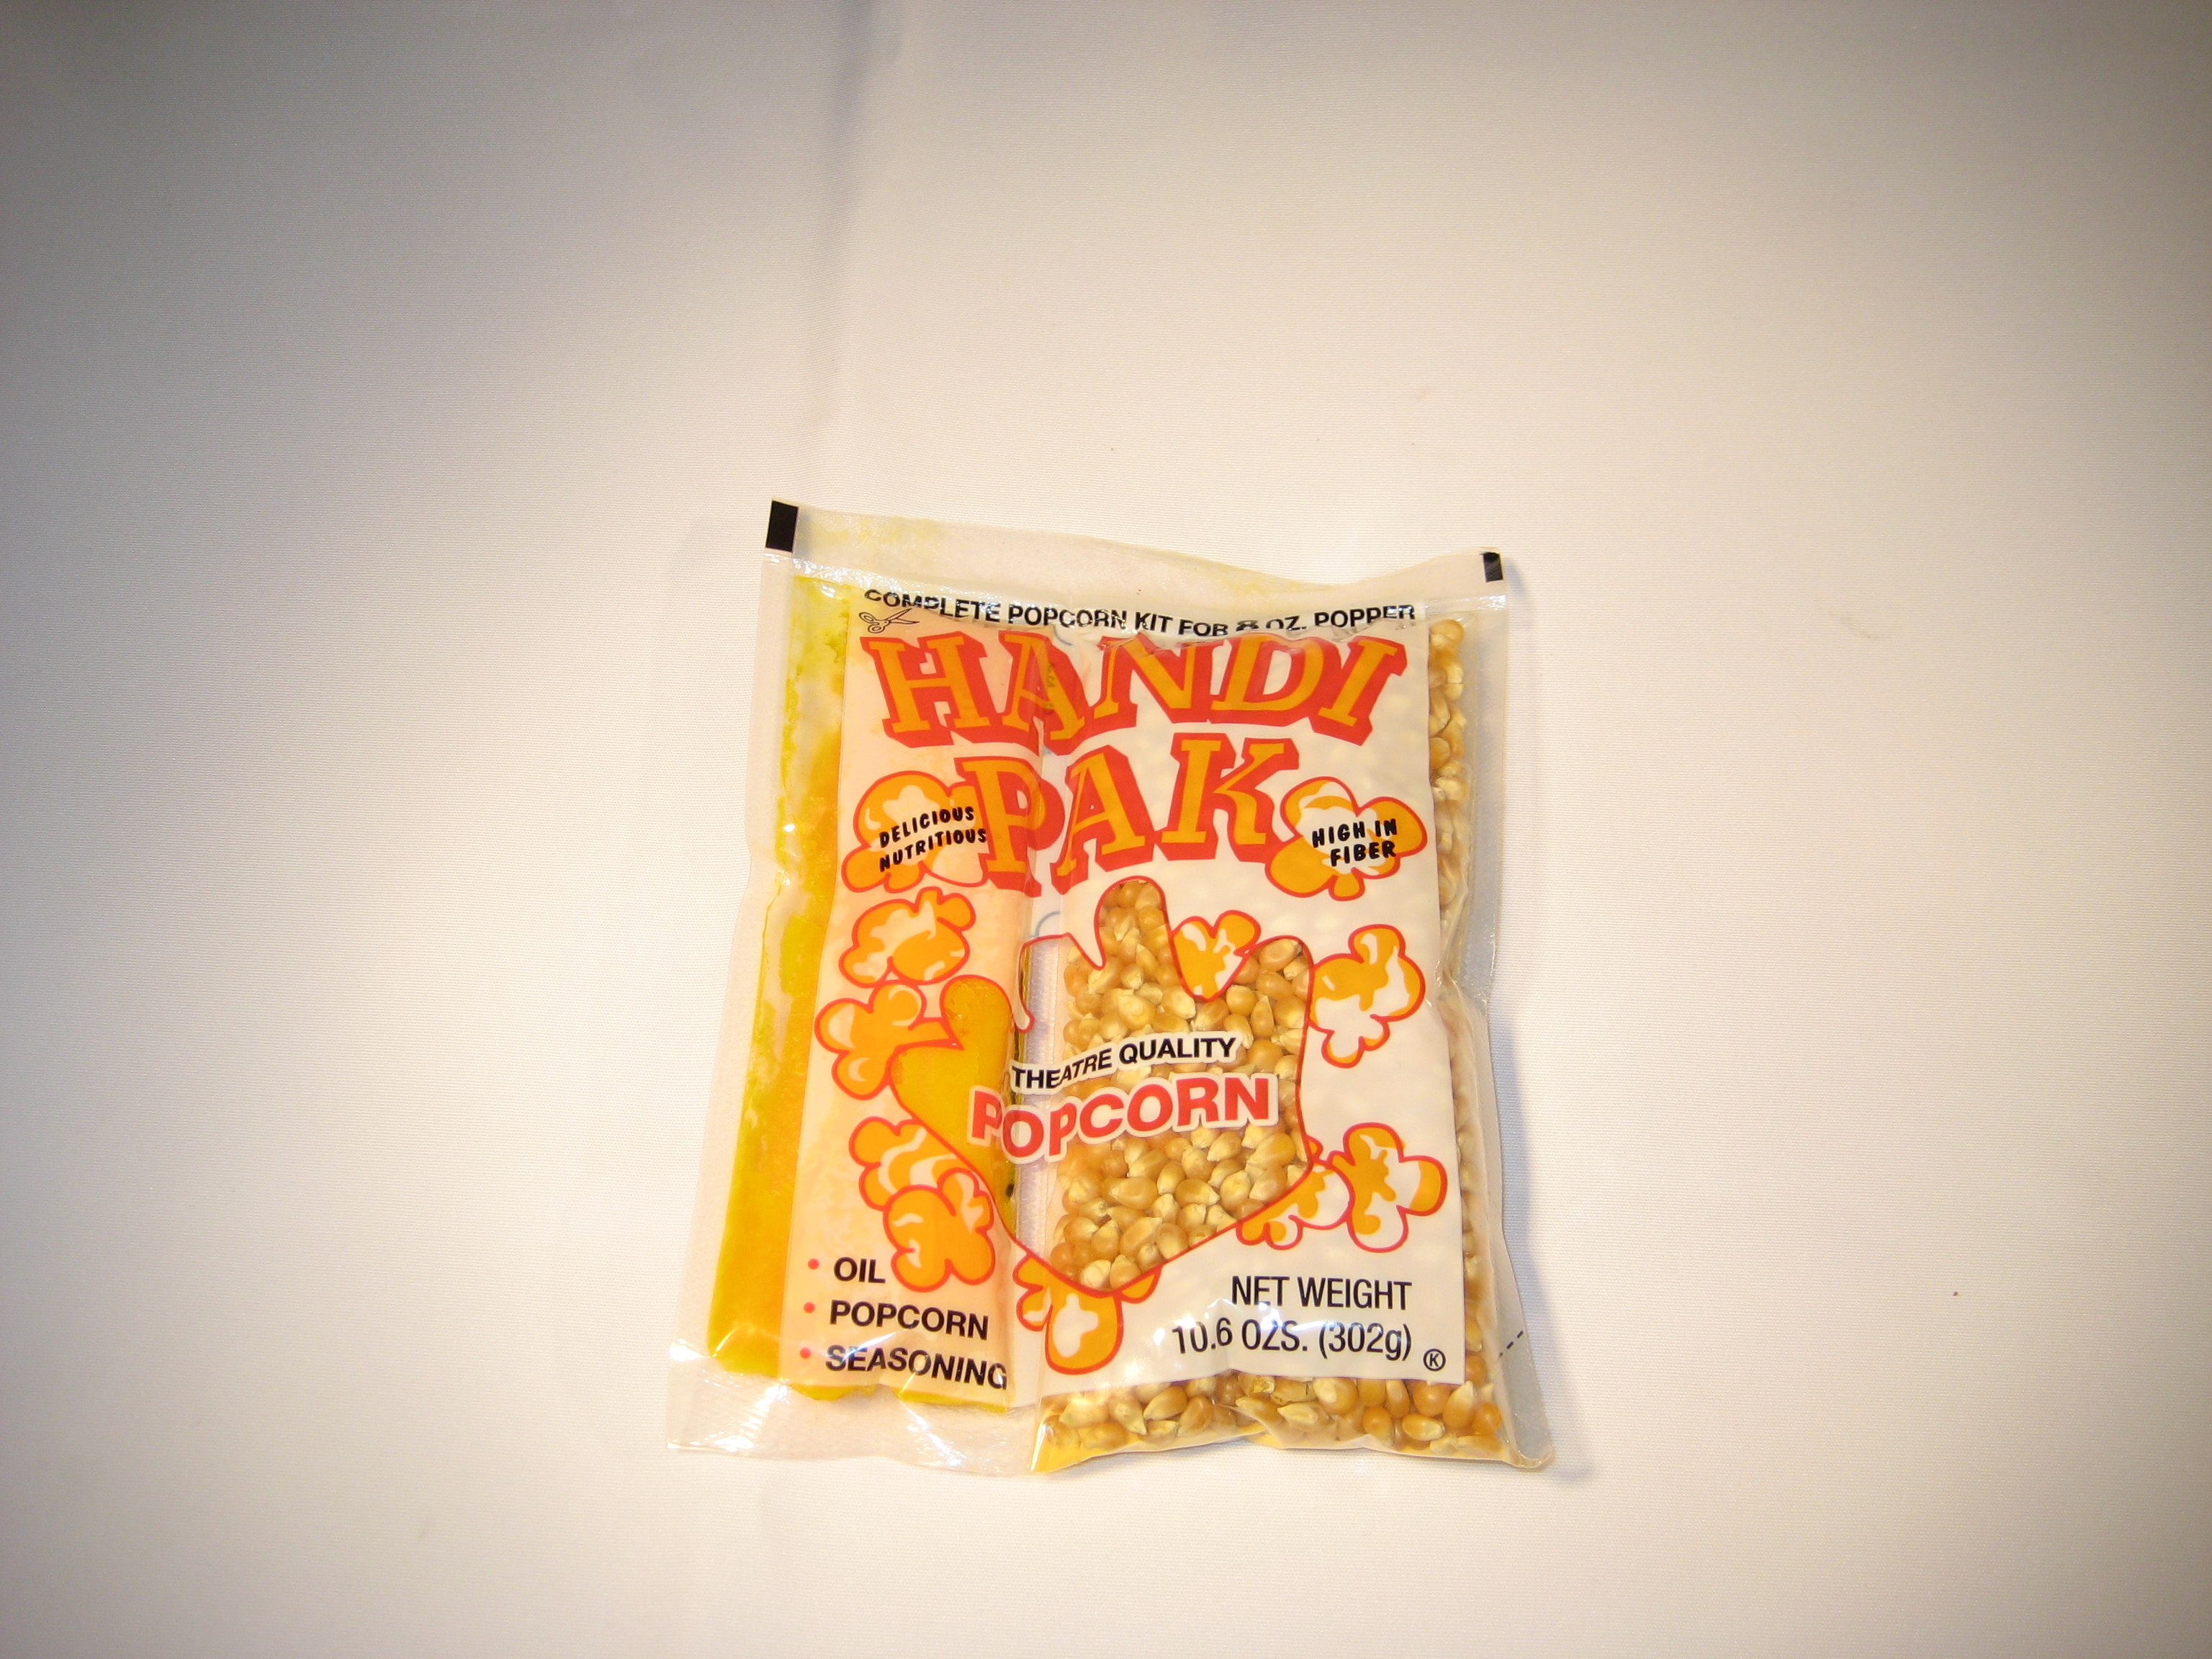 COMPLETE POPCORN KIT FOR 8 OZ. POPPER
HANDI
PAK
DELICIOUS
NUTRITIOUS
HIGH IN
FIBER
THEATRE QUALITY
POPCORN
• OIL
• POPCORN
• SEASONING
NET WEIGHT
10.6 OZS. (302g)
K